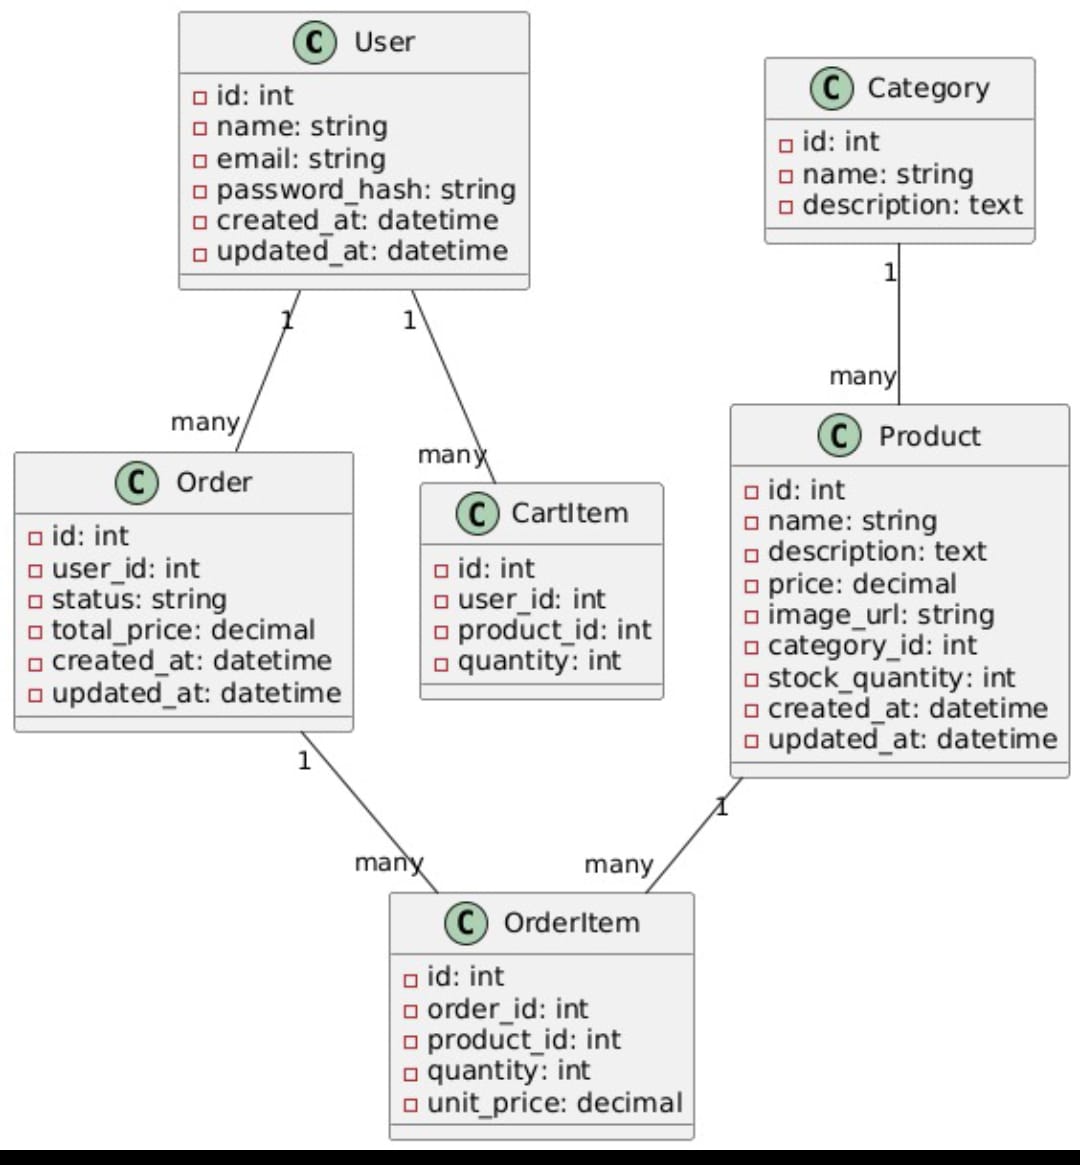 C User
id: int
name: string
email: string
password_hash: string
created_at: datetime
updated_at: datetime
C Category
id: int
name: string
description: text
1
many
1
many
1
many
C Order
id: int
user_id: int
status: string
total_price: decimal
created_at: datetime
updated_at: datetime
C CartItem
id: int
user_id: int
product_id: int
quantity: int
C Product
id: int
name: string
description: text
price: decimal
image_url: string
category_id: int
stock_quantity: int
created_at: datetime
updated_at: datetime
1
many
1
many
C OrderItem
id: int
order_id: int
product_id: int
quantity: int
unit_price: decimal